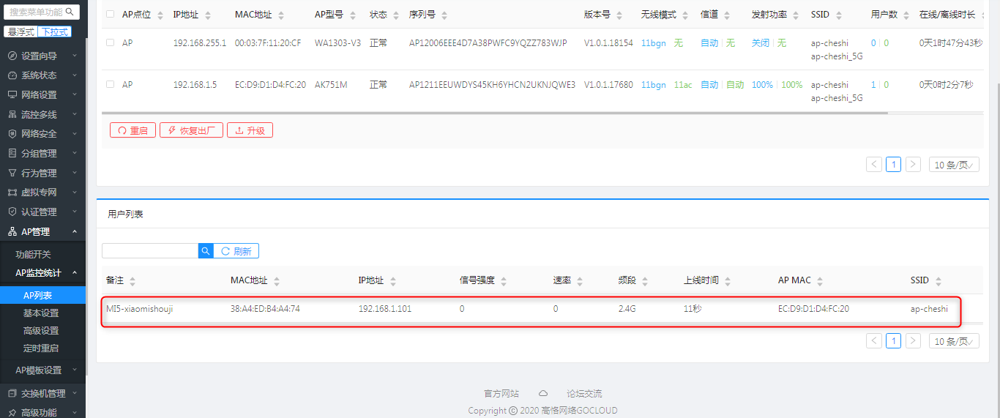 搜索菜单功能
悬浮式 下拉式
设置向导
系统状态
网络设置
流控多线
网络安全
分组管理
行为管理
虚拟专网
认证管理
AP管理
功能开关
AP监控统计
AP列表
基本设置
高级设置
定时重启
AP模板设置
交换机管理
高级功能
AP点位 IP地址 MAC地址 AP型号 状态 序列号 版本号 无线模式 信道 发射功率 SSID 用户数 在线/离线时长
AP 192.168.255.1 00:03:7F:11:20:CF WA1303-V3 正常 AP12006EEE4D7A38PWFC9YQZZ783WJP V1.0.1.18154 11bgn 无 自动 无 关闭 无 ap-cheshi 0 0 0天1时47分43秒
ap-cheshi_5G
AP 192.168.1.5 EC:D9:D1:D4:FC:20 AK751M 正常 AP1211EEUWDYS45KH6YHCN2UKNJQWE3 V1.0.1.17680 11bgn 11ac 自动 自动 100% 100% ap-cheshi 1 0 0天0时2分7秒
ap-cheshi_5G
重启 恢复出厂 升级
1 10 条/页
用户列表
刷新
备注 MAC地址 IP地址 信号强度 速率 频段 上线时间 AP MAC SSID
MI5-xiaomishouji 38:A4:ED:B4:A4:74 192.168.1.101 0 0 2.4G 11秒 EC:D9:D1:D4:FC:20 ap-cheshi
1 10 条/页
官方网站 论坛交流
Copyright © 2020 高恪网络GOCLOUD